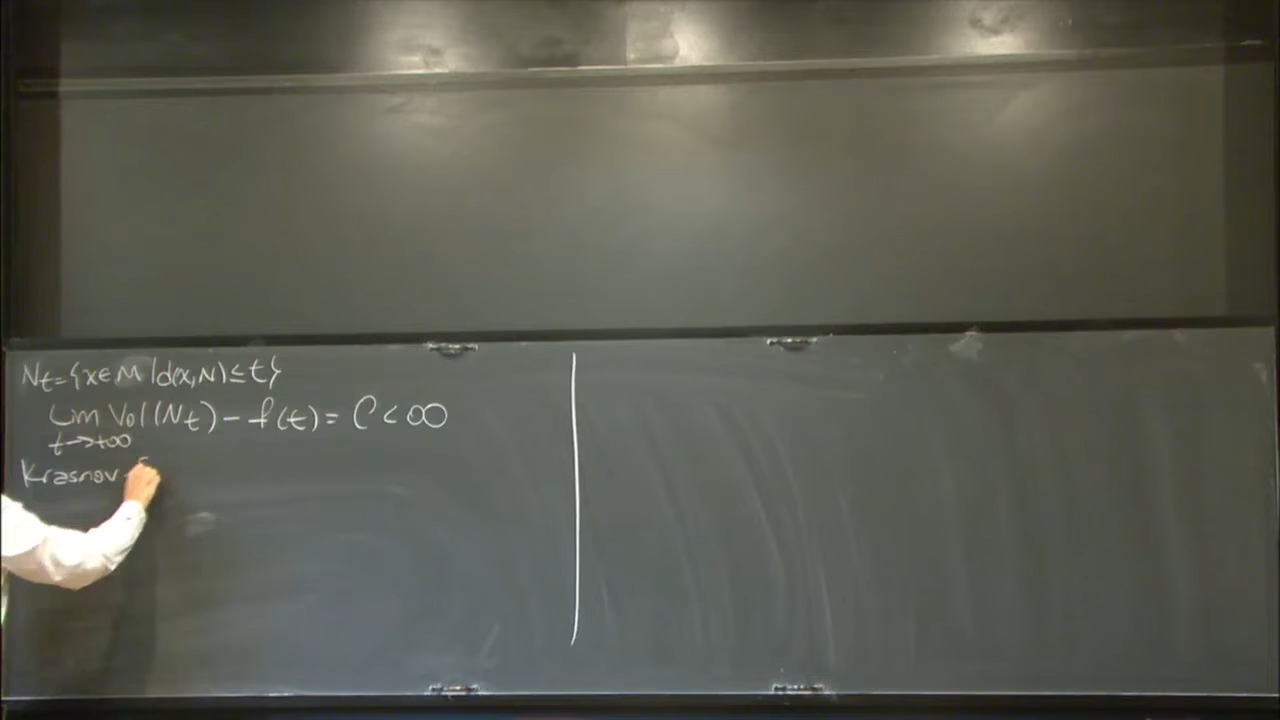 Nt={x∈M/d(x,N)≤t}
Lim Vol(Nt)-f(t)=C<∞
t→+∞
Krasnov-